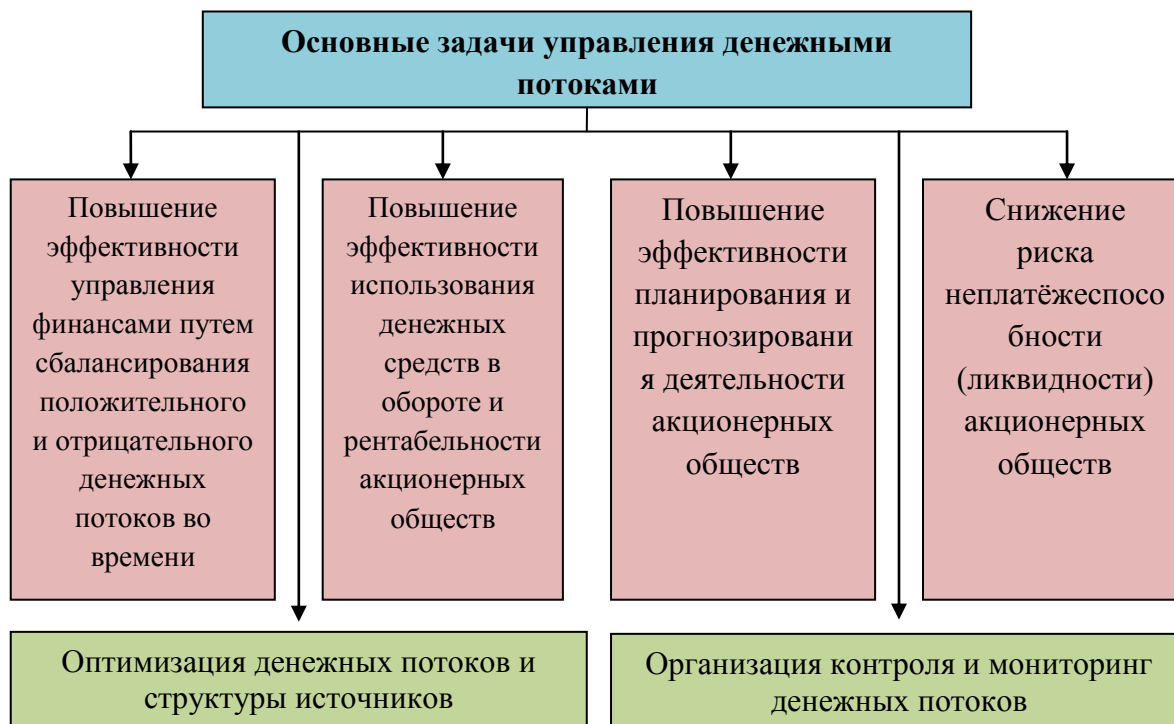 Основные задачи управления денежными
потоками
Повышение
эффективности
управления
финансами путем
сбалансирования
положительного
и отрицательного
денежных
потоков во
времени
Повышение
эффективности
использования
денежных
средств в
обороте и
рентабельности
акционерных
обществ
Повышение
эффективности
планирования и
прогнозировани
я деятельности
акционерных
обществ
Снижение
риска
неплатёжеспосо
бности
(ликвидности)
акционерных
обществ
Оптимизация денежных потоков и
структуры источников
Организация контроля и мониторинг
денежных потоков